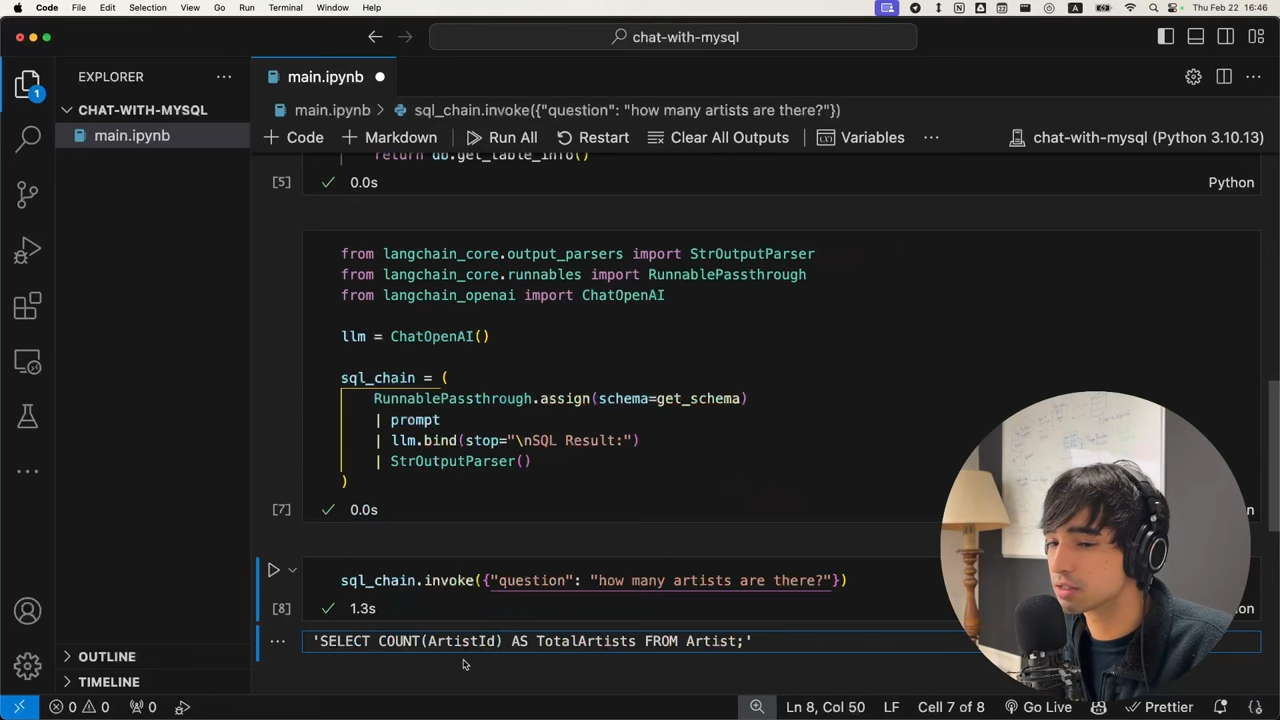 Code File Edit Selection View Go Run Terminal Window Help Thu Feb 22 16:46
chat-with-mysql
EXPLORER
main.ipynb
CHAT-WITH-MYSQL
main.ipynb
1
main.ipynb > sql_chain.invoke({"question": "how many artists are there?"})
+ Code + Markdown Run All Restart Clear All Outputs Variables ... chat-with-mysql (Python 3.10.13)
return db.get_table_info()
[5] 0.0s Python
from langchain_core.output_parsers import StrOutputParser
from langchain_core.runnables import RunnablePassthrough
from langchain_openai import ChatOpenAI
llm = ChatOpenAI()
sql_chain = (
RunnablePassthrough.assign(schema=get_schema)
| prompt
| llm.bind(stop="\nSQL Result:")
| StrOutputParser()
)
[7] 0.0s
sql_chain.invoke({"question": "how many artists are there?"})
[8] 1.3s
'SELECT COUNT(ArtistId) AS TotalArtists FROM Artist;'
OUTLINE
TIMELINE
0 0 0 Ln 8, Col 50 LF Cell 7 of 8 Go Live Prettier